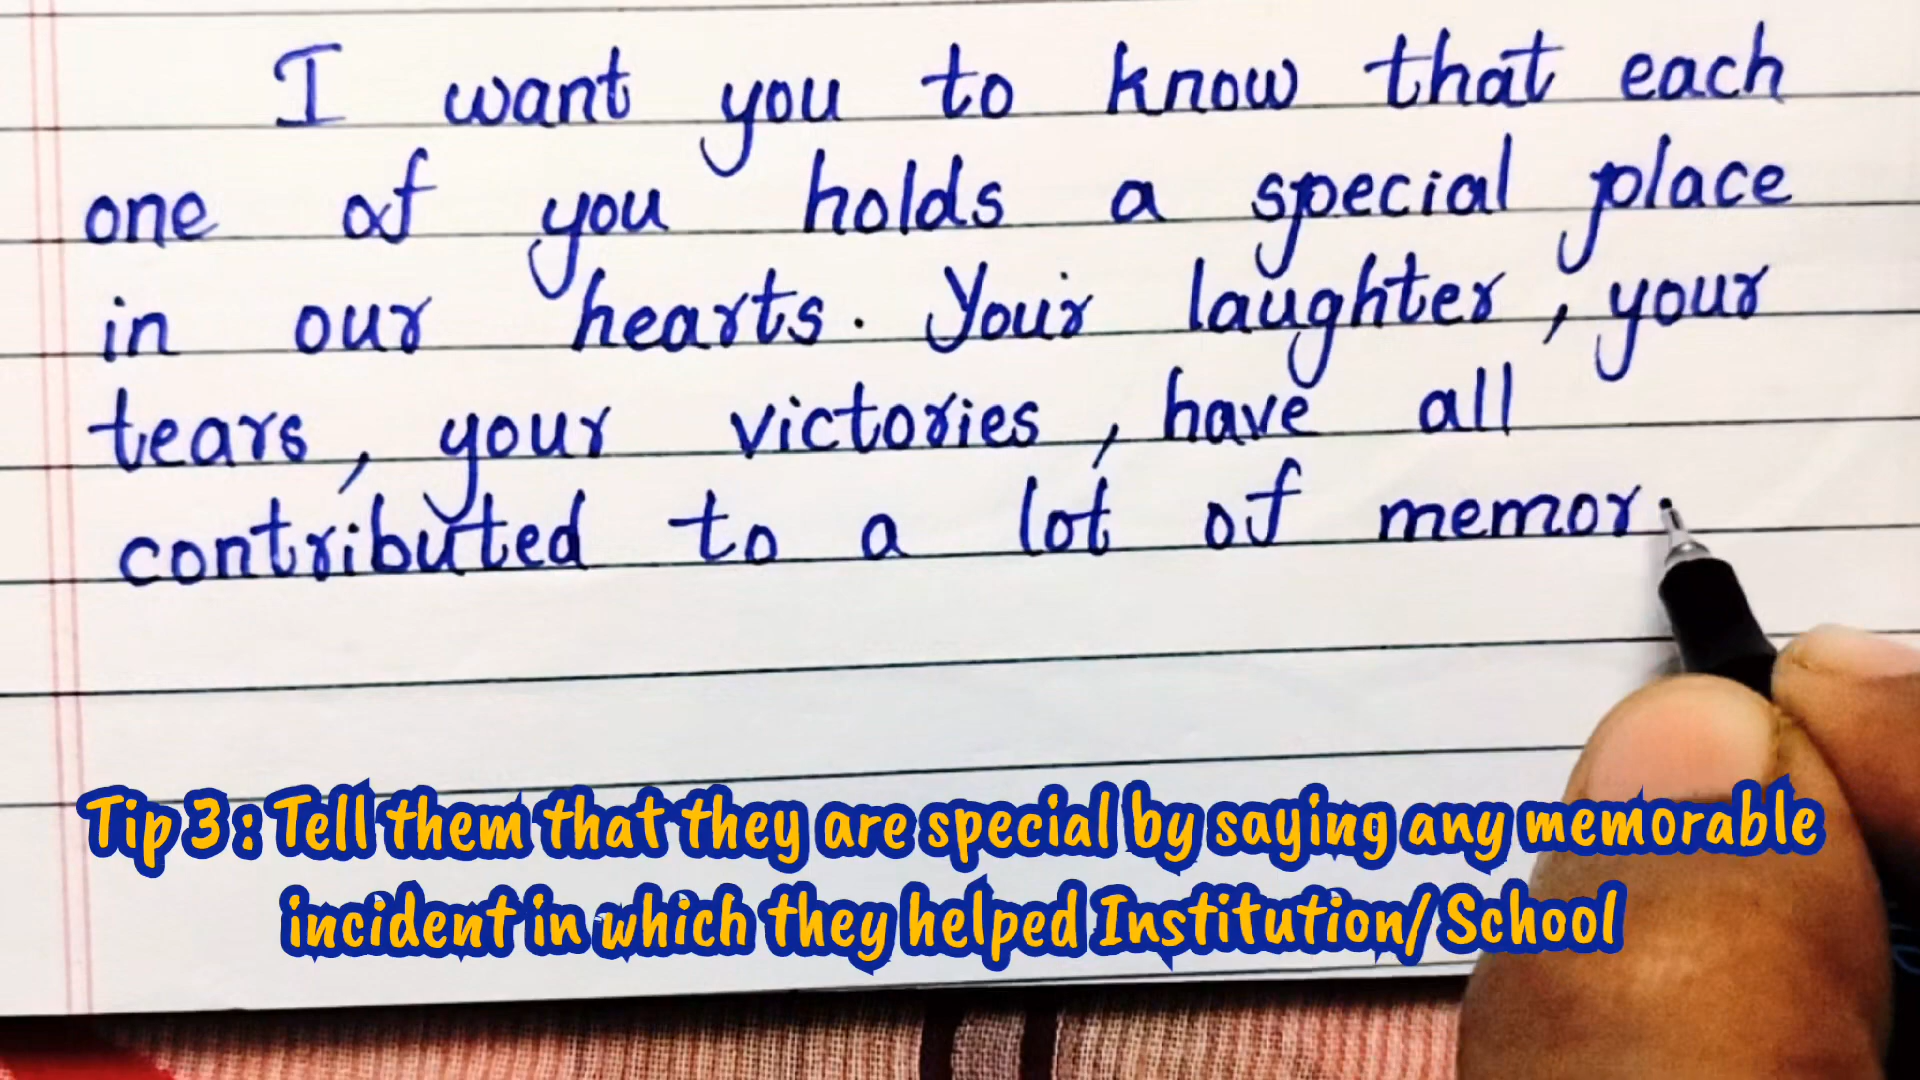 I want you to know that each
one of you holds a special place
in our hearts. Your laughter, your
tears, your victories, have all
contributed to a lot of memor
Tip 3 : Tell them that they are special by saying any memorable
incident in which they helped Institution/ School